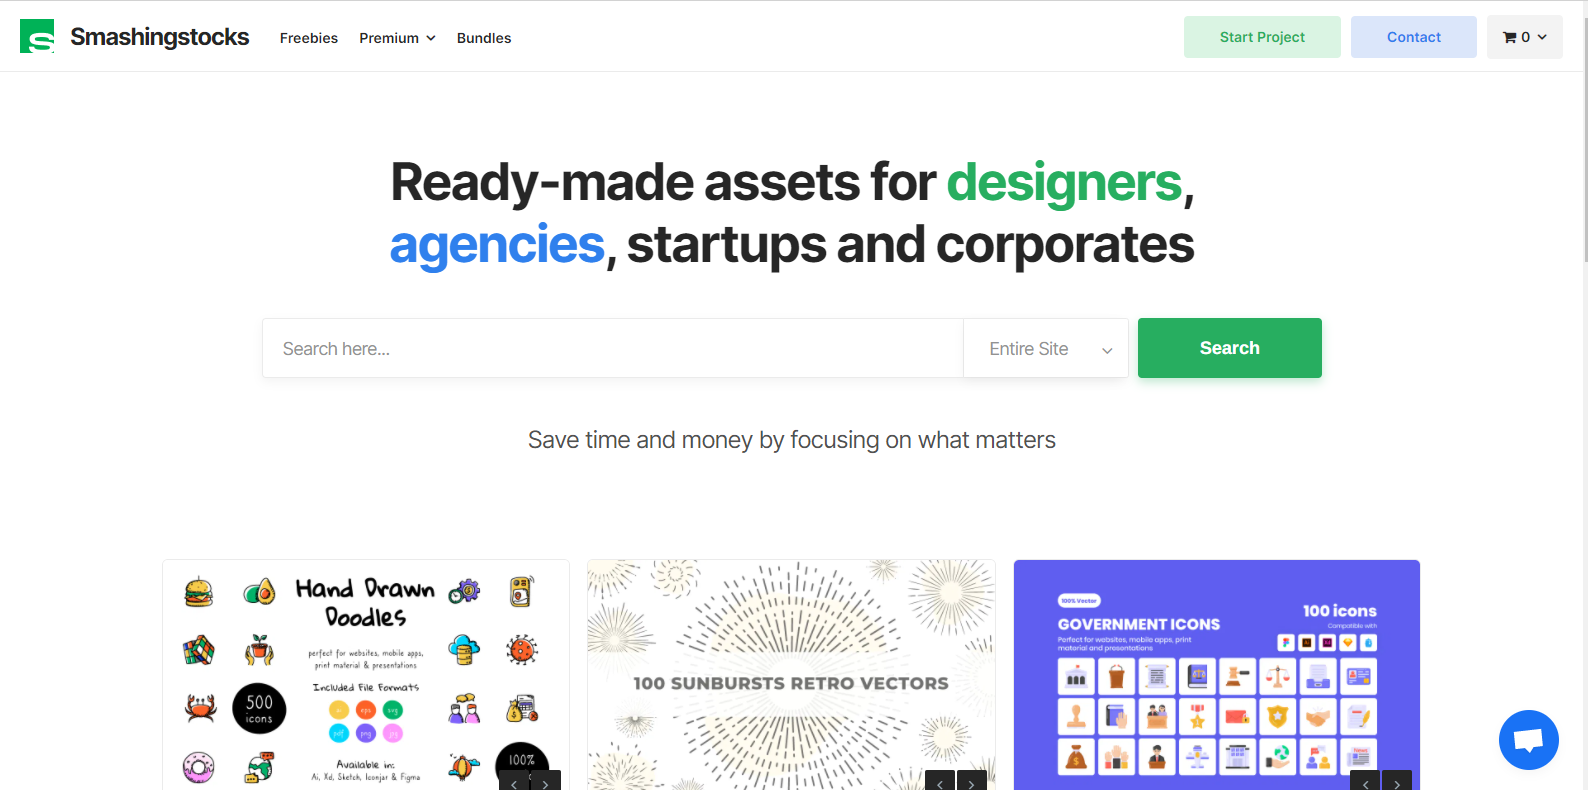 Smashingstocks
Freebies
Premium
Bundles
Start Project
Contact
0
Ready-made assets for designers,
agencies, startups and corporates
Search here...
Entire Site
Search
Save time and money by focusing on what matters
Hand Drawn
Doodles
perfect for websites, mobile apps,
print material & presentations
Included File Formats
500
icons
eps
svg
pdf
png
jpg
Available in:
Ai, Xd, Sketch, Iconjar & Figma
100%
100 SUNBURSTS RETRO VECTORS
100% Vector
GOVERNMENT ICONS
Perfect for websites, mobile apps, print
material and presentations
100 icons
Compatible with
News